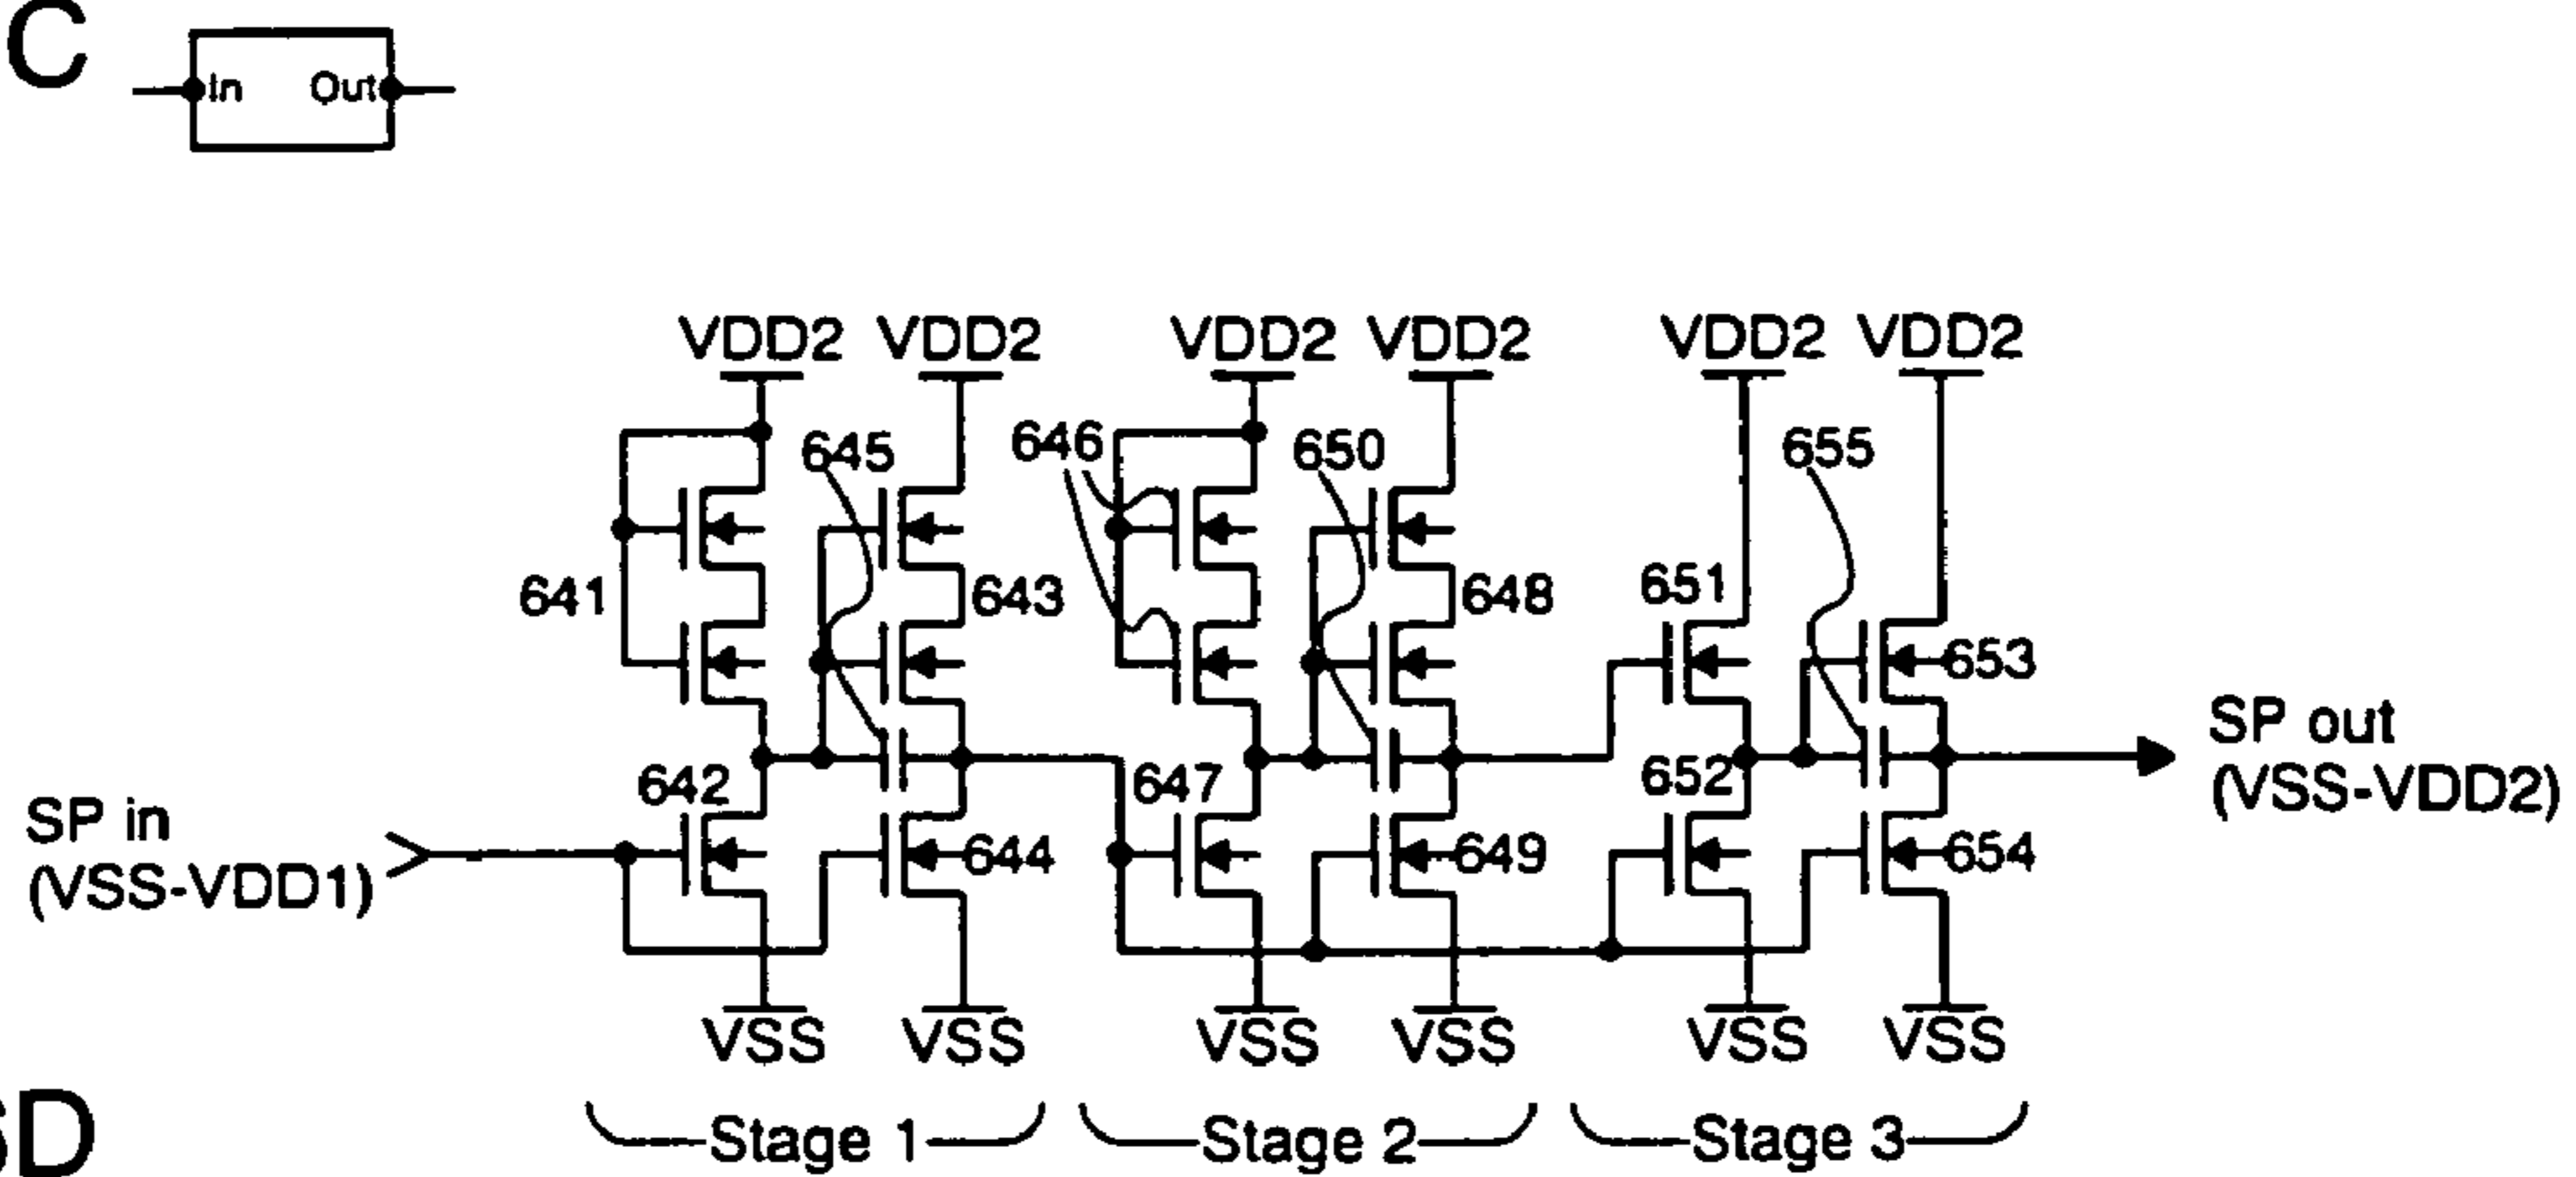 C
In Out
VDD2 VDD2 VDD2 VDD2 VDD2 VDD2
645 646 650 655
641 643 648 651 653
642 647 652
SP in
(VSS-VDD1)
644 649 654
SP out
(VSS-VDD2)
VSS VSS VSS VSS VSS VSS
Stage 1 Stage 2 Stage 3
D